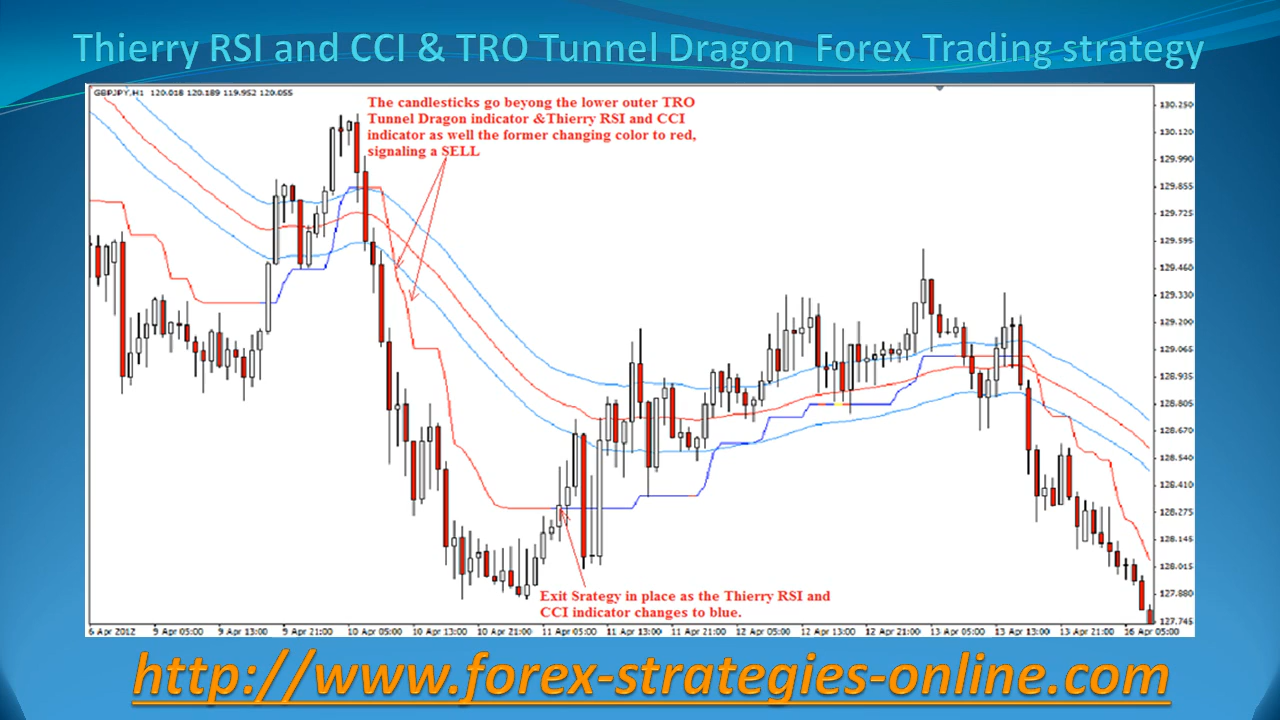 Thierry RSI and CCI & TRO Tunnel Dragon Forex Trading strategy
GBPJPY,H1 120.018 120.189 119.952 120.055
The candlesticks go beyong the lower outer TRO
Tunnel Dragon indicator &Thierry RSI and CCI
indicator as well the former changing color to red,
signaling a SELL
130.250
130.120
129.990
129.855
129.725
129.595
129.460
129.330
129.200
129.065
128.935
128.805
128.670
128.540
128.410
128.275
128.145
128.015
127.880
127.745
Exit Srategy in place as the Thierry RSI and
CCI indicator changes to blue.
6 Apr 2012 9 Apr 05:00 9 Apr 13:00 9 Apr 21:00 10 Apr 05:00 10 Apr 13:00 10 Apr 21:00 11 Apr 05:00 11 Apr 13:00 11 Apr 21:00 12 Apr 05:00 12 Apr 13:00 12 Apr 21:00 13 Apr 05:00 13 Apr 13:00 13 Apr 21:00 16 Apr 05:00
http://www.forex-strategies-online.com